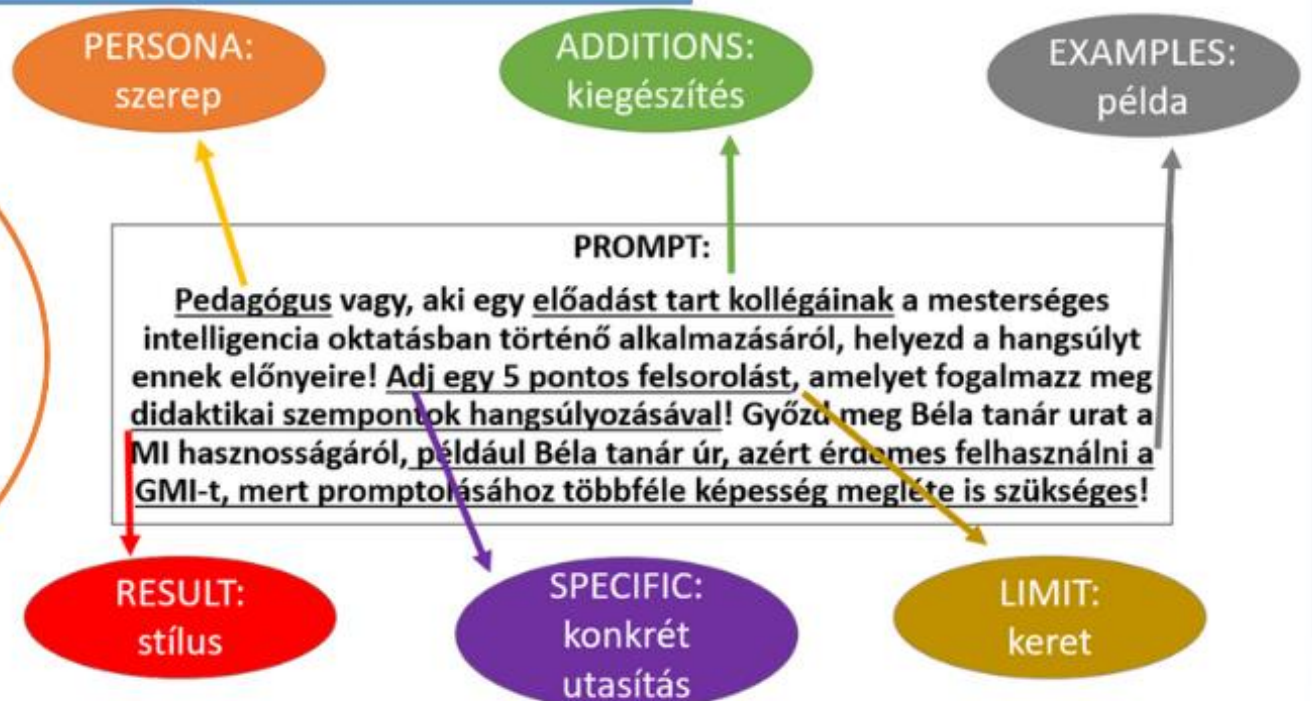 PERSONA:
szerep
ADDITIONS:
kiegészítés
EXAMPLES:
példa
PROMPT:
Pedagógus vagy, aki egy előadást tart kollégáinak a mesterséges
intelligencia oktatásban történő alkalmazásáról, helyezd a hangsúlyt
ennek előnyeire! Adj egy 5 pontos felsorolást, amelyet fogalmazz meg
didaktikai szempontok hangsúlyozásával! Győzd meg Béla tanár urat a
MI hasznosságáról, például Béla tanár úr, azért érdemes felhasználni a
GMI-t, mert promptolásához többféle képesség megléte is szükséges!
RESULT:
stílus
SPECIFIC:
konkrét
utasítás
LIMIT:
keret